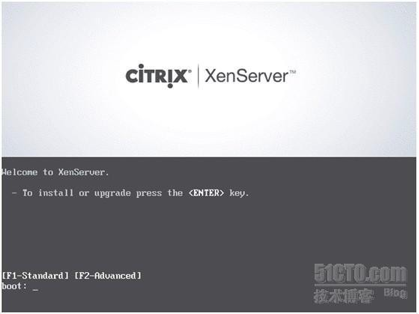 CITRIX® XenServer™
Welcome to XenServer.
- To install or upgrade press the <ENTER> key.
[F1-Standard] [F2-Advanced]
boot: _
51CTO.com
技术博客 Blog